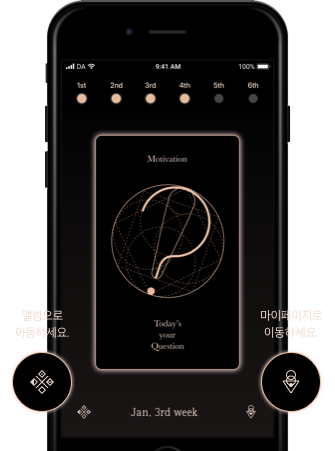 DA 9:41 AM 100%
1st 2nd 3rd 4th 5th 6th
Motivation
Today's
your
Question
앨범으로
이동하세요.
마이페이지로
이동하세요.
Jan, 3rd week